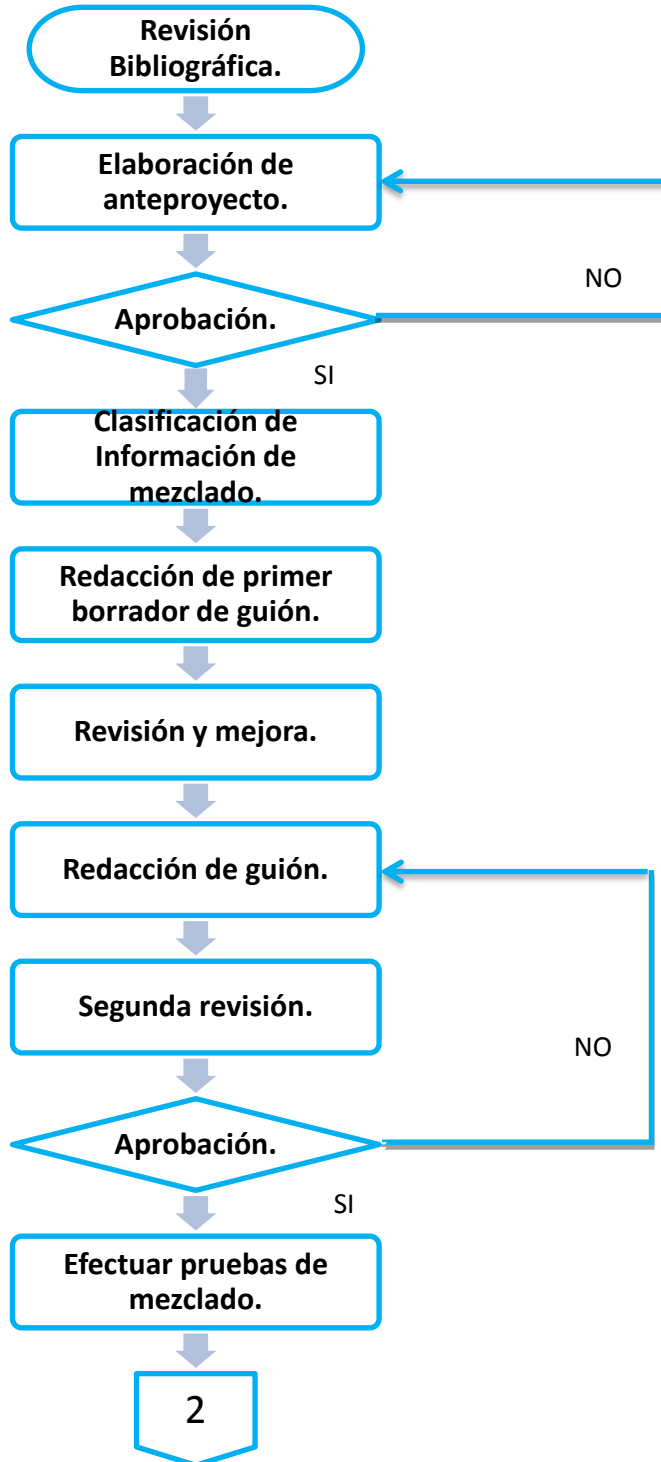 Revisión
Bibliográfica.
Elaboración de
anteproyecto.
NO
Aprobación.
SI
Clasificación de
Información de
mezclado.
Redacción de primer
borrador de guión.
Revisión y mejora.
Redacción de guión.
Segunda revisión.
NO
Aprobación.
SI
Efectuar pruebas de
mezclado.
2